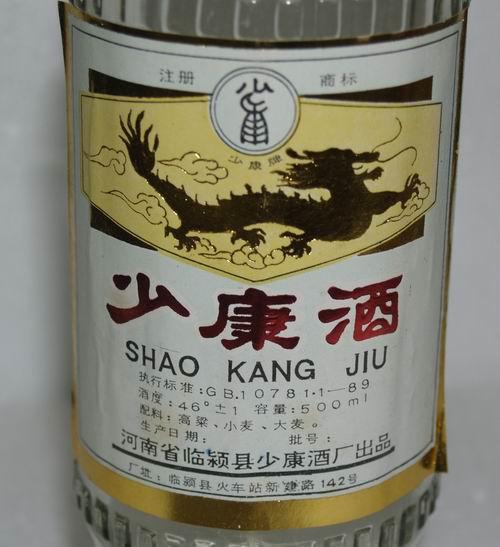 注册 商标
少康牌
少康酒
SHAO KANG JIU
执行标准:GB10781·1—89
酒度:46°±1 容量:500ml
配料:高粱、小麦、大麦。
生产日期: 批号:
河南省临颍县少康酒厂出品
厂址:临颍县火车站新建路142号